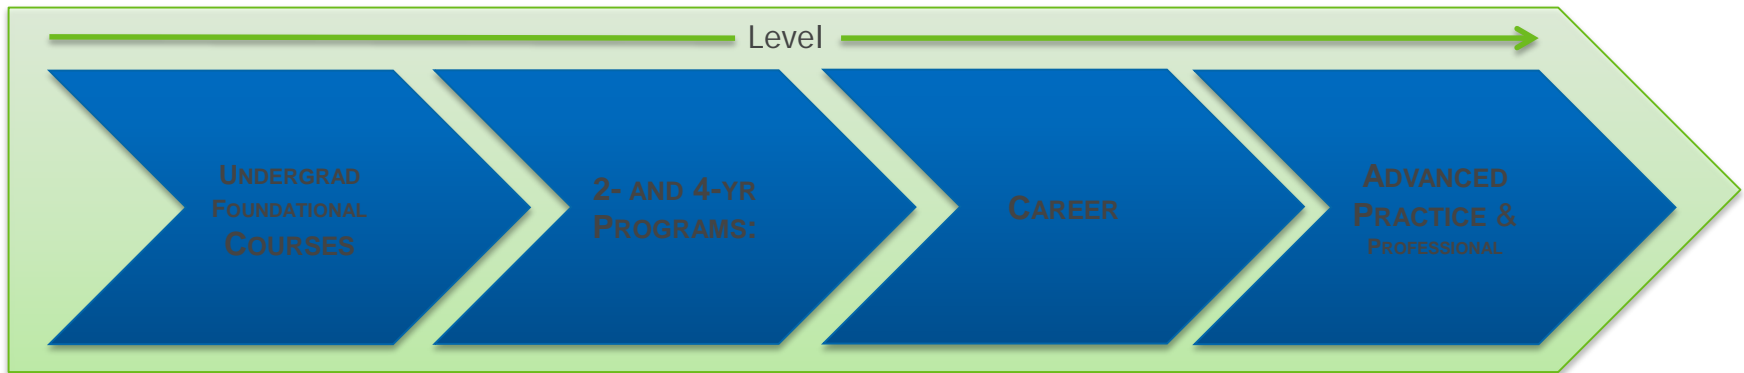 Level
UNDERGRAD
FOUNDATIONAL
COURSES
2- AND 4-YR
PROGRAMS:
CAREER
ADVANCED
PRACTICE &
PROFESSIONAL